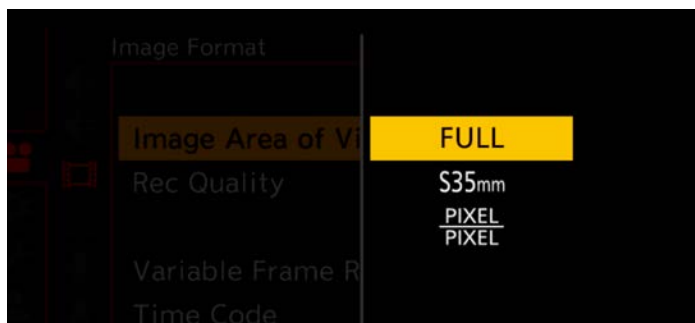 Image Format
Image Area of Vi
FULL
Rec Quality
S35mm
PIXEL
PIXEL
Variable Frame R
Time Code